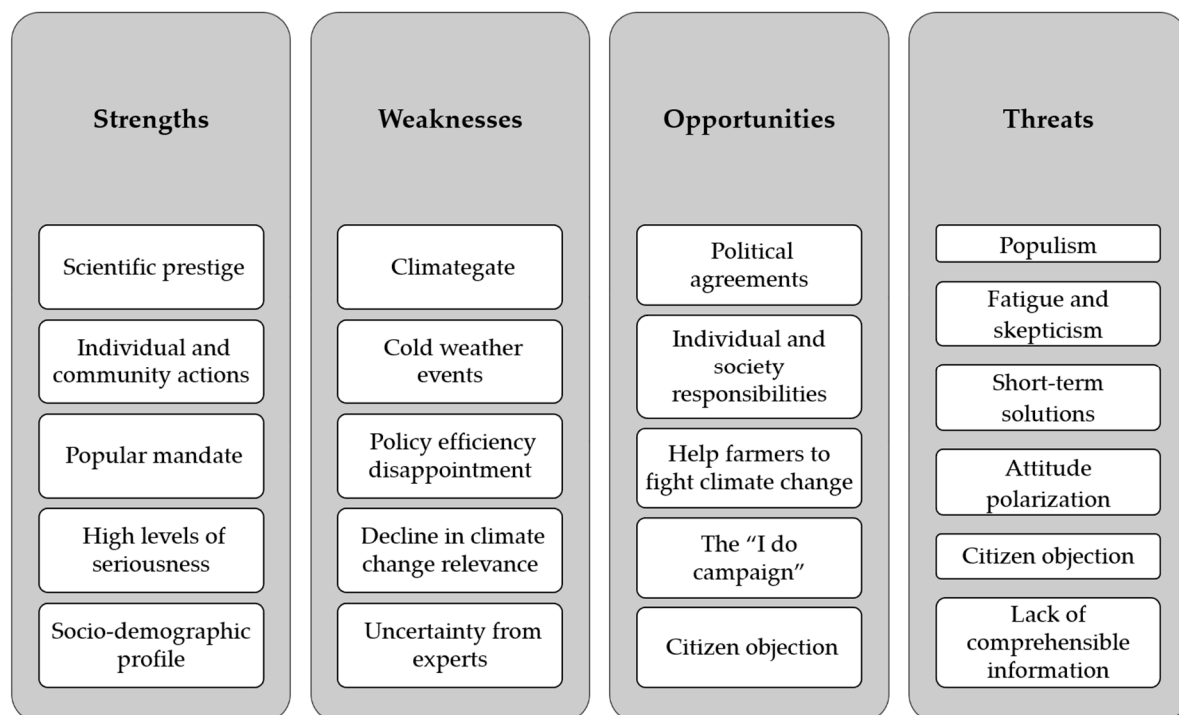 Strengths
Scientific prestige
Individual and
community actions
Popular mandate
High levels of
seriousness
Socio-demographic
profile
Weaknesses
Climategate
Cold weather
events
Policy efficiency
disappointment
Decline in climate
change relevance
Uncertainty from
experts
Opportunities
Political
agreements
Individual and
society
responsibilities
Help farmers to
fight climate change
The “I do
campaign”
Citizen objection
Threats
Populism
Fatigue and
skepticism
Short-term
solutions
Attitude
polarization
Citizen objection
Lack of
comprehensible
information